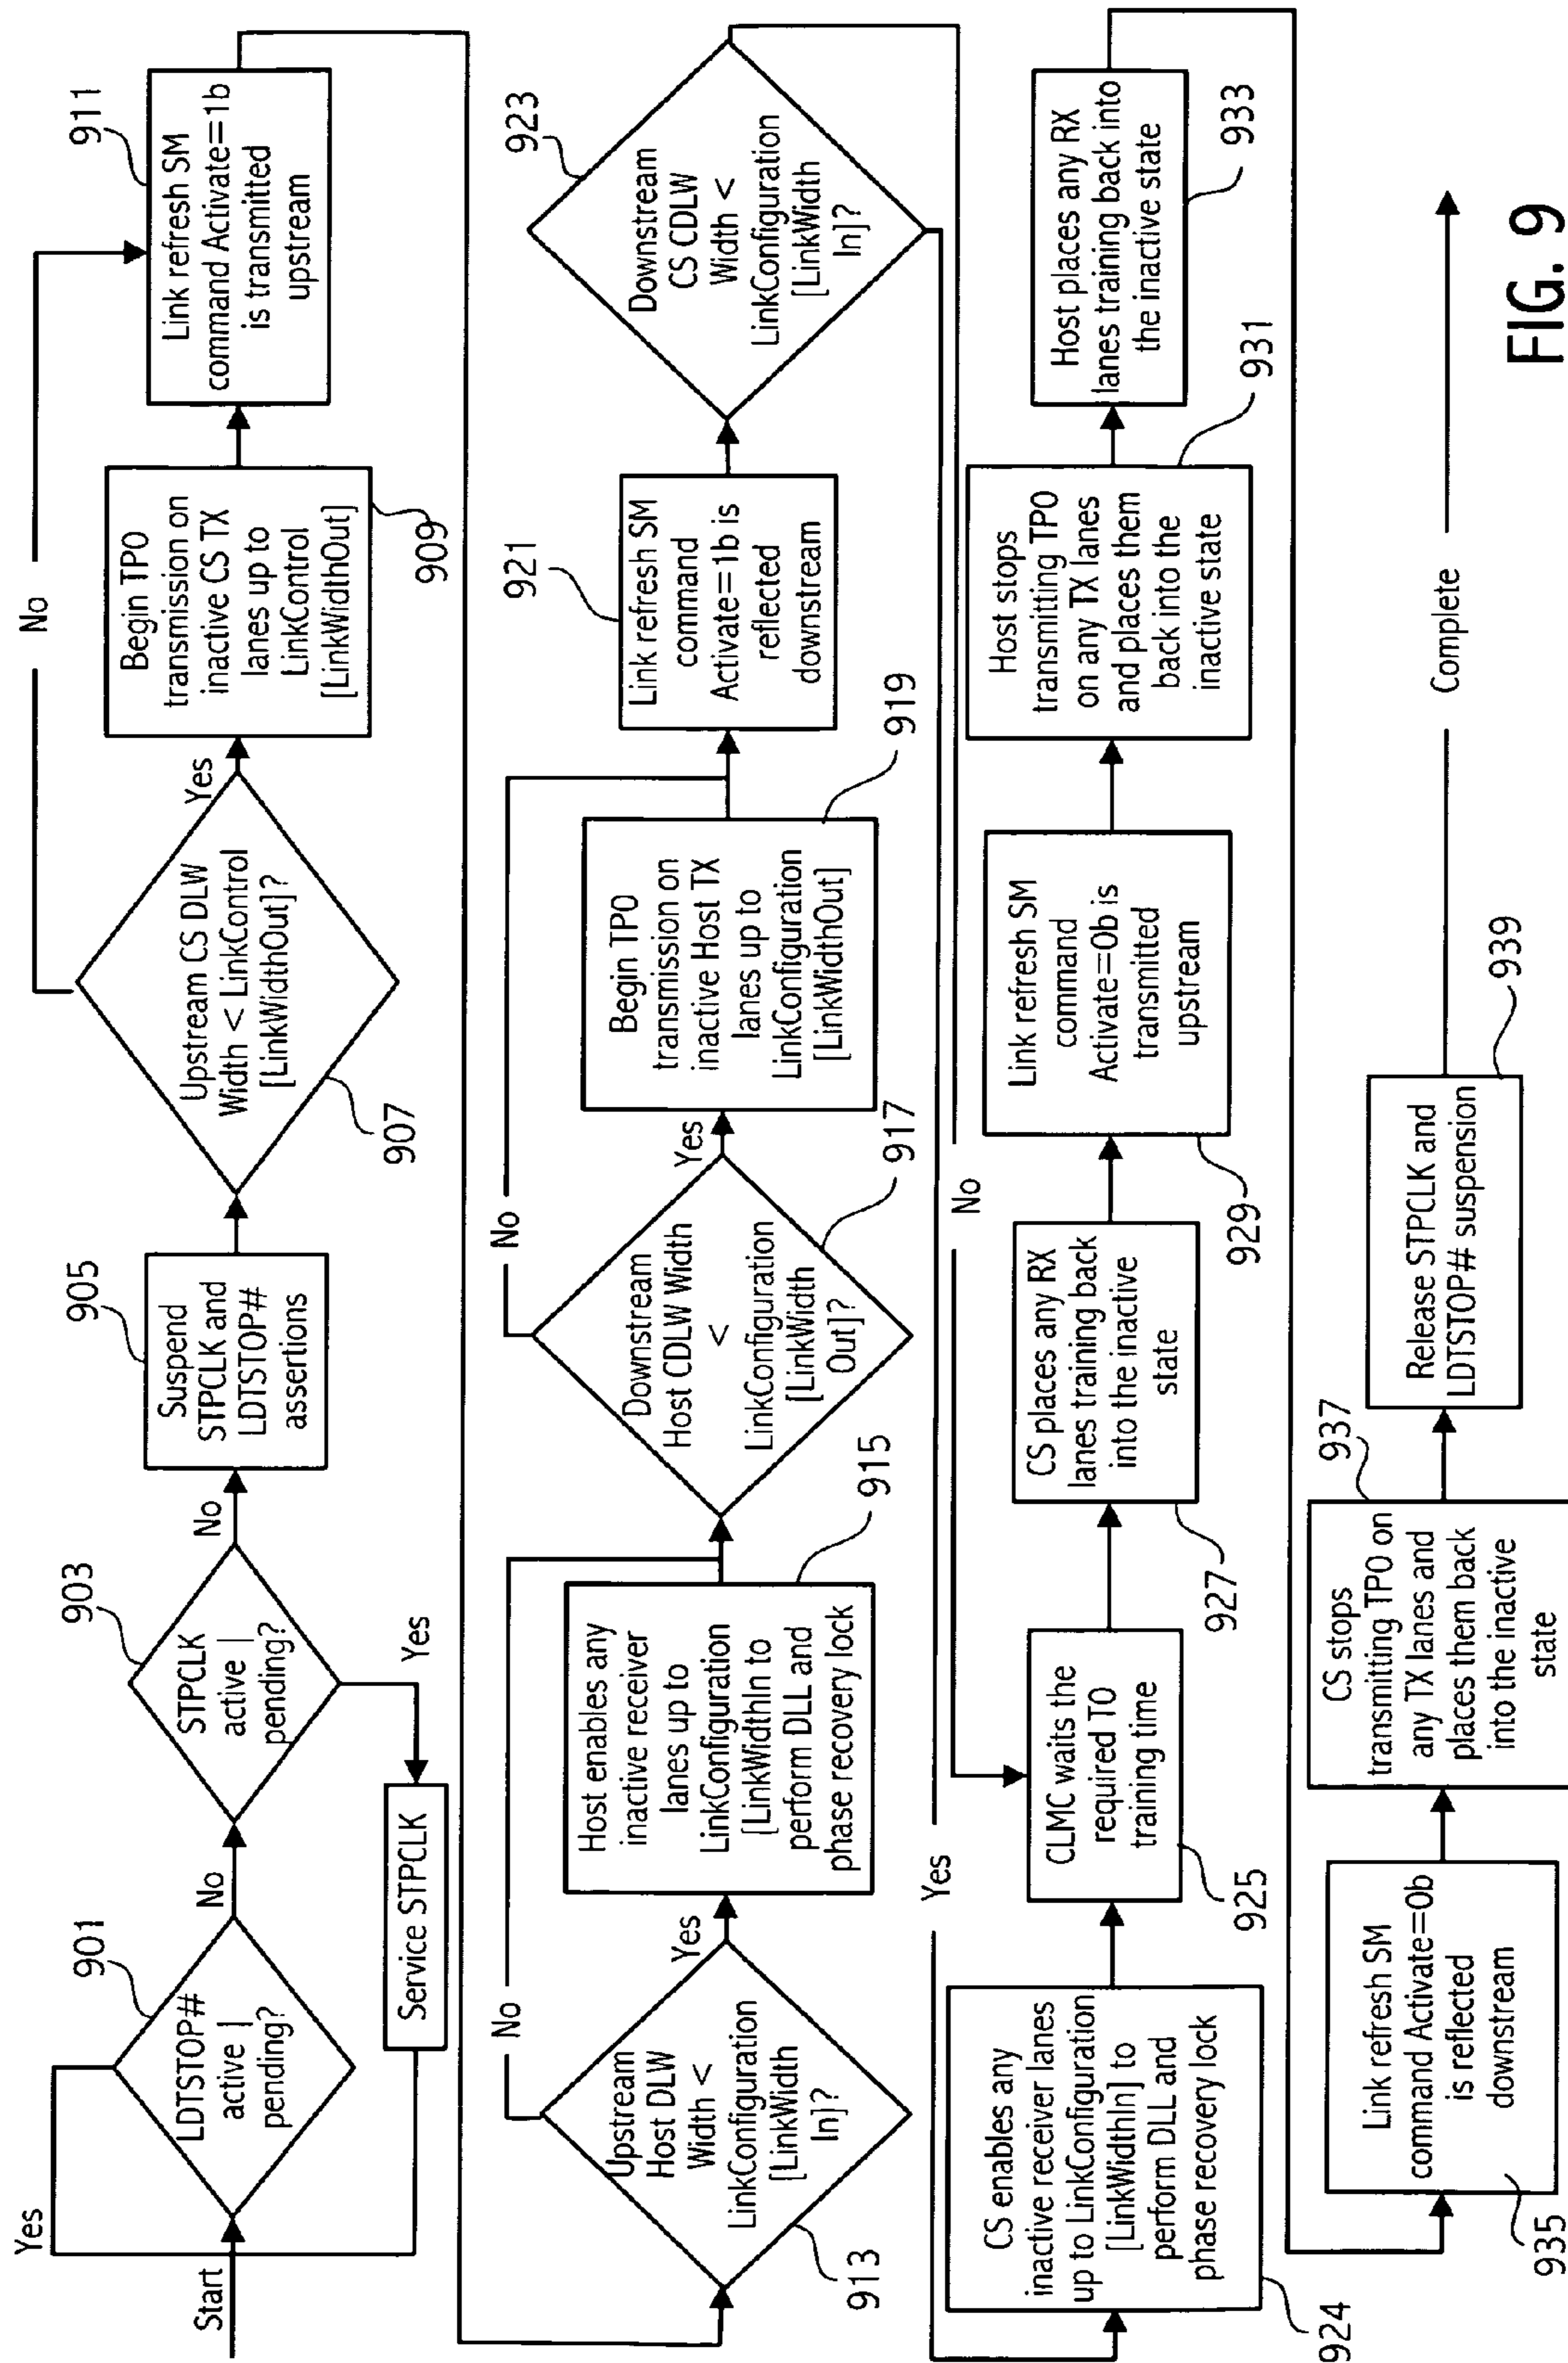 Start
Yes
LDTSTOP#
active |
pending?
901
No
STPCLK
active |
pending?
903
Yes
Service STPCLK
No
Suspend
STPCLK and
LDTSTOP#
assertions
905
Upstream CS DLW
Width < LinkControl
[LinkWidthOut]?
907
Yes
No
Begin TPO
transmission on
inactive CS TX
lanes up to
LinkControl
[LinkWidthOut]
909
Link refresh SM
command Activate=1b
is transmitted
upstream
911
Upstream
Host DLW
Width <
LinkConfiguration
[LinkWidth
In]?
913
Yes
No
Host enables any
inactive receiver
lanes up to
LinkConfiguration
[LinkWidthIn to
perform DLL and
phase recovery lock
915
Downstream
Host CDLW Width
<
LinkConfiguration
[LinkWidth
Out]?
917
Yes
No
Begin TPO
transmission on
inactive Host TX
lanes up to
LinkConfiguration
[LinkWidthOut]
919
Link refresh SM
command
Activate=1b is
reflected
downstream
921
Downstream
CS CDLW
Width <
LinkConfiguration
[LinkWidth
In]?
923
Yes
No
CS enables any
inactive receiver lanes
up to LinkConfiguration
[LinkWidthIn] to
perform DLL and
phase recovery lock
924
CLMC waits the
required TO
training time
925
CS places any RX
lanes training back
into the inactive
state
927
Link refresh SM
command
Activate=0b is
transmitted
upstream
929
Host stops
transmitting TPO
on any TX lanes
and places them
back into the
inactive state
931
Host places any RX
lanes training back into
the inactive state
933
Link refresh SM
command Activate=0b
is reflected
downstream
935
CS stops
transmitting TPO on
any TX lanes and
places them back
into the inactive
state
937
Release STPCLK and
LDTSTOP# suspension
939
Complete
FIG. 9